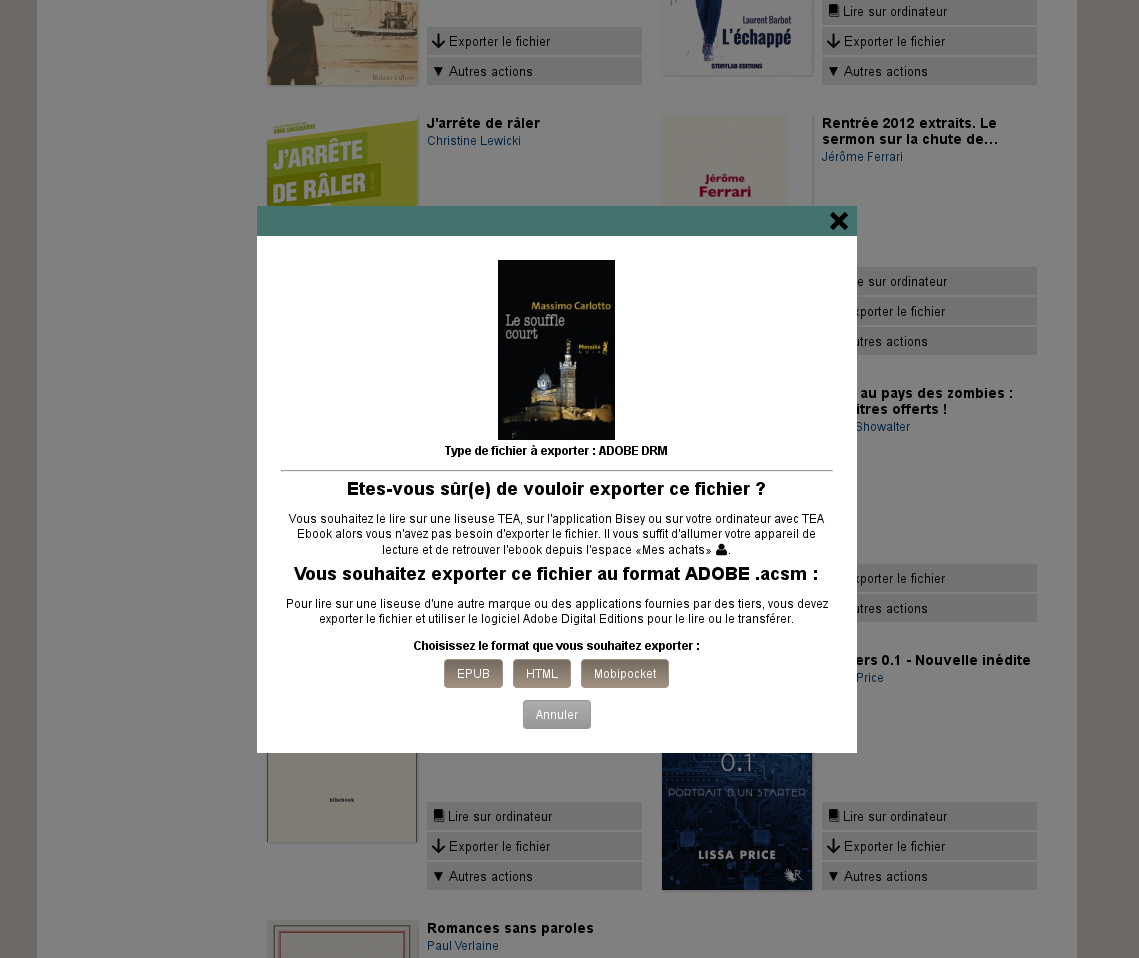 Robert Lalloz
Laurent Barbot
L'échappé
STORYLAB EDITIONS
Lire sur ordinateur
Exporter le fichier
Exporter le fichier
Autres actions
Autres actions
ANNE GHESQUIÈRE
J'ARRÊTE
DE RÂLER
J'arrête de râler
Christine Lewicki
Jérôme
Ferrari
Rentrée 2012 extraits. Le
sermon sur la chute de...
Jérôme Ferrari
e sur ordinateur
xporter le fichier
utres actions
au pays des zombies :
itres offerts !
Showalter
xporter le fichier
utres actions
ers 0.1 - Nouvelle inédite
Price
Massimo Carlotto
Le souffle
court
Métailié
NOIR
Type de fichier à exporter : ADOBE DRM
Etes-vous sûr(e) de vouloir exporter ce fichier ?
Vous souhaitez le lire sur une liseuse TEA, sur l'application Bisey ou sur votre ordinateur avec TEA
Ebook alors vous n'avez pas besoin d'exporter le fichier. Il vous suffit d'allumer votre appareil de
lecture et de retrouver l'ebook depuis l'espace «Mes achats» .
Vous souhaitez exporter ce fichier au format ADOBE .acsm :
Pour lire sur une liseuse d'une autre marque ou des applications fournies par des tiers, vous devez
exporter le fichier et utiliser le logiciel Adobe Digital Editions pour le lire ou le transférer.
Choisissez le format que vous souhaitez exporter :
EPUB
HTML
Mobipocket
Annuler
bibebook
Lire sur ordinateur
Exporter le fichier
Autres actions
0.1
PORTRAIT D'UN STARTER
LISSA PRICE
R
Lire sur ordinateur
Exporter le fichier
Autres actions
Romances sans paroles
Paul Verlaine